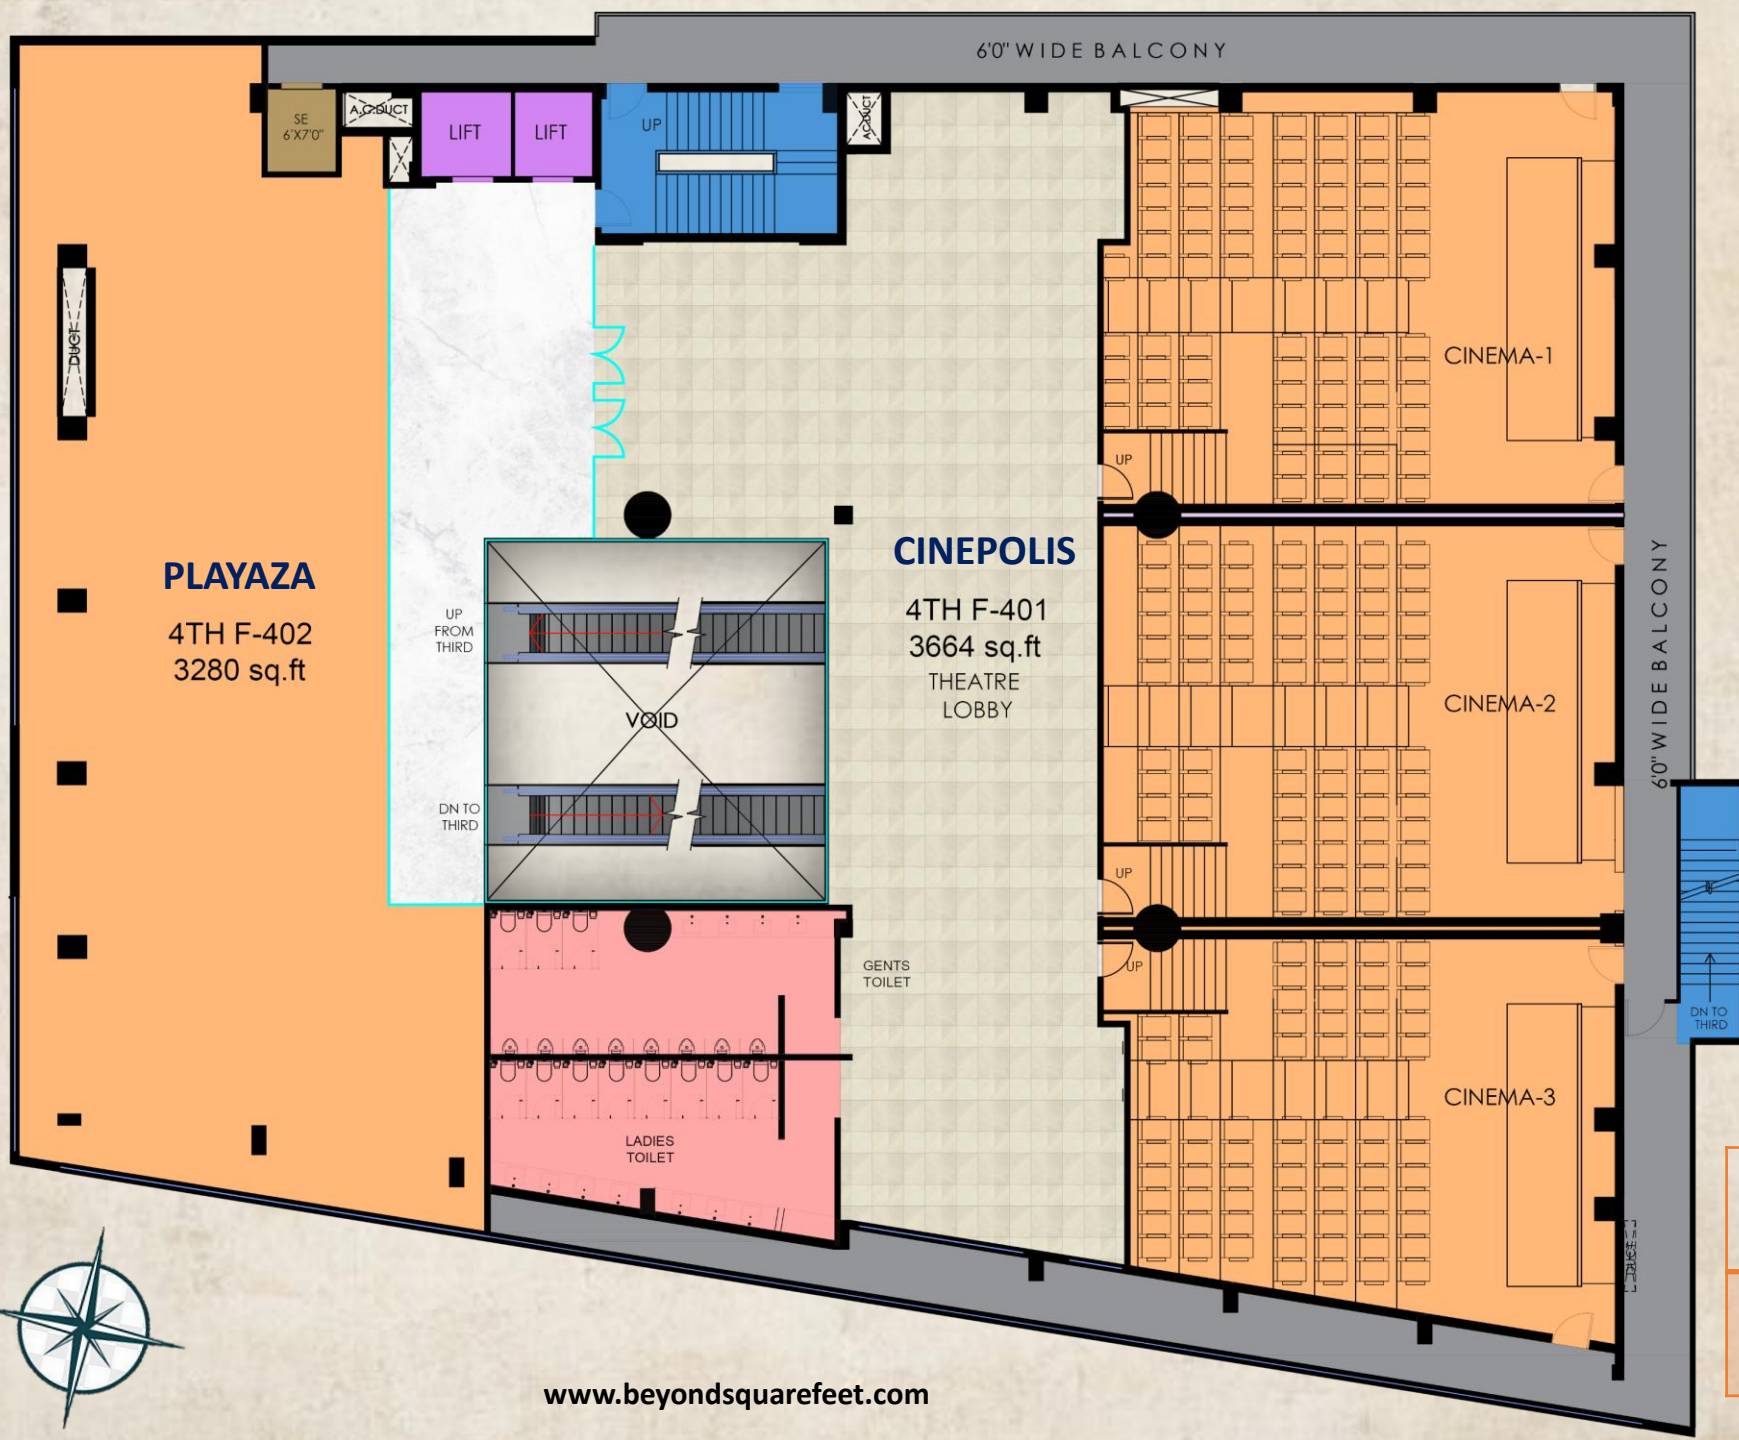 6'0" WIDE BALCONY
SE
6'X7'0"
A.C.DUCT
LIFT
LIFT
UP
AC.DUCT
DUCT
CINEMA-1
UP
PLAYAZA
4TH F-402
3280 sq.ft
UP
FROM
THIRD
VOID
DN TO
THIRD
CINEPOLIS
4TH F-401
3664 sq.ft
THEATRE
LOBBY
CINEMA-2
6'0" WIDE BALCONY
UP
UP
GENTS
TOILET
LADIES
TOILET
CINEMA-3
DN TO
THIRD
DUCT
www.beyondsquarefeet.com